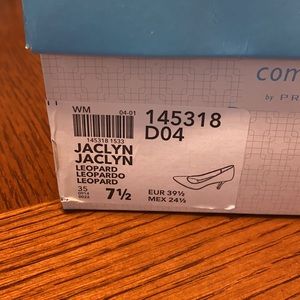 com
by PR
WM
04-01
145318
D04
145318 1533
JACLYN
JACLYN
LEOPARD
LEOPARDO
LEOPARD
35
7½
EUR 39½
MEX 24½